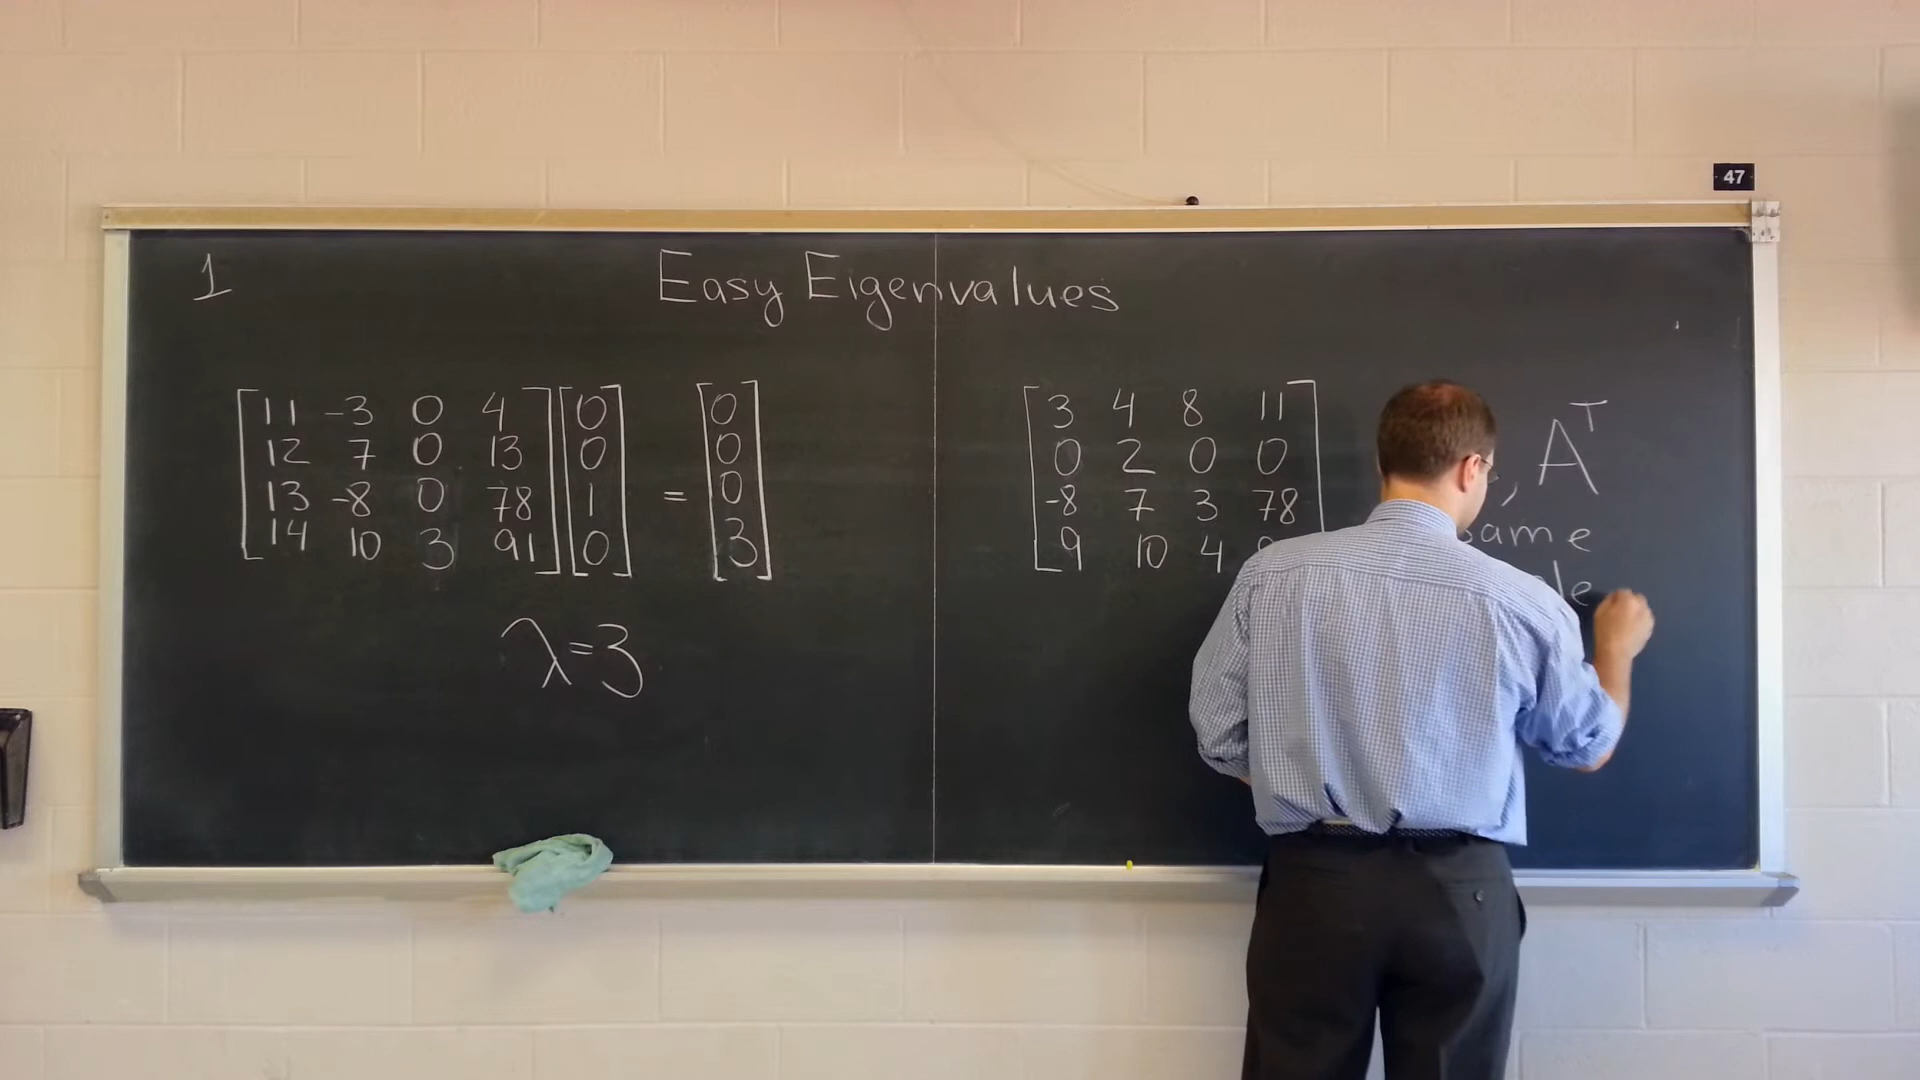 47
1
Easy Eigenvalues
[11 -3 0 4] [0] [0]
[12 7 0 13] [0] [0]
[13 -8 0 78] [1] = [0]
[14 10 3 91] [0] [3]
λ=3
[3 4 8 11]
[0 2 0 0]
[-8 7 3 78]
[9 10 4
, Aᵀ
same